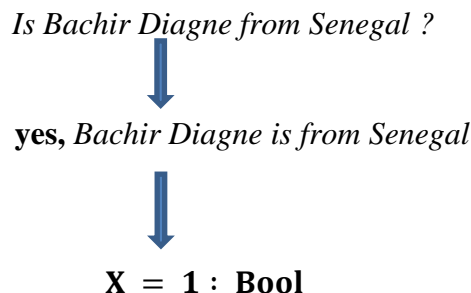 Is Bachir Diagne from Senegal ?
yes, Bachir Diagne is from Senegal
X = 1 : Bool